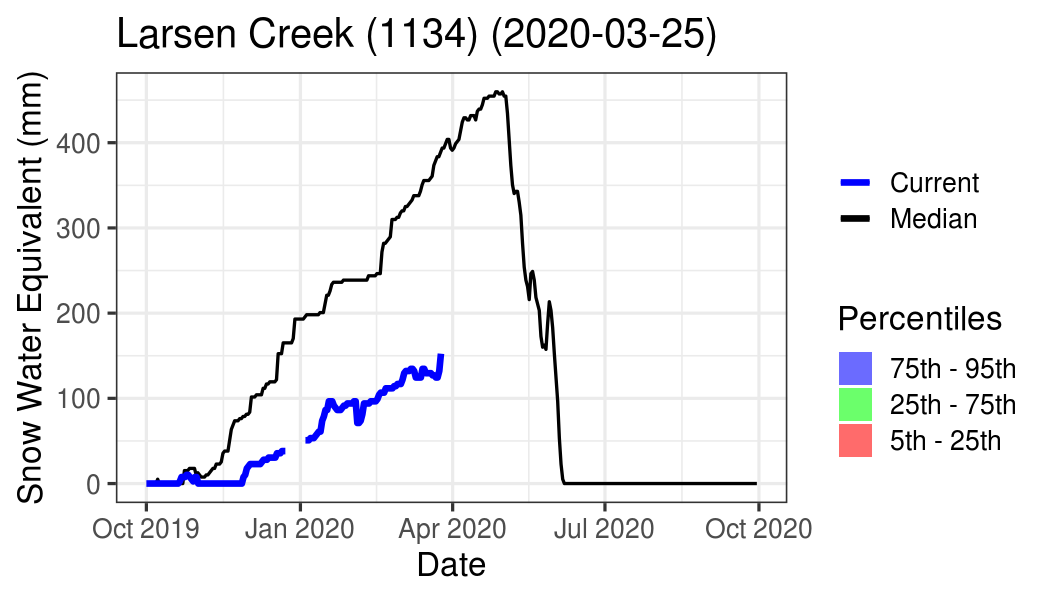 Larsen Creek (1134) (2020-03-25)
Snow Water Equivalent (mm)
400
300
200
100
0
Oct 2019 Jan 2020 Apr 2020 Jul 2020 Oct 2020
Date
Current
Median
Percentiles
75th - 95th
25th - 75th
5th - 25th